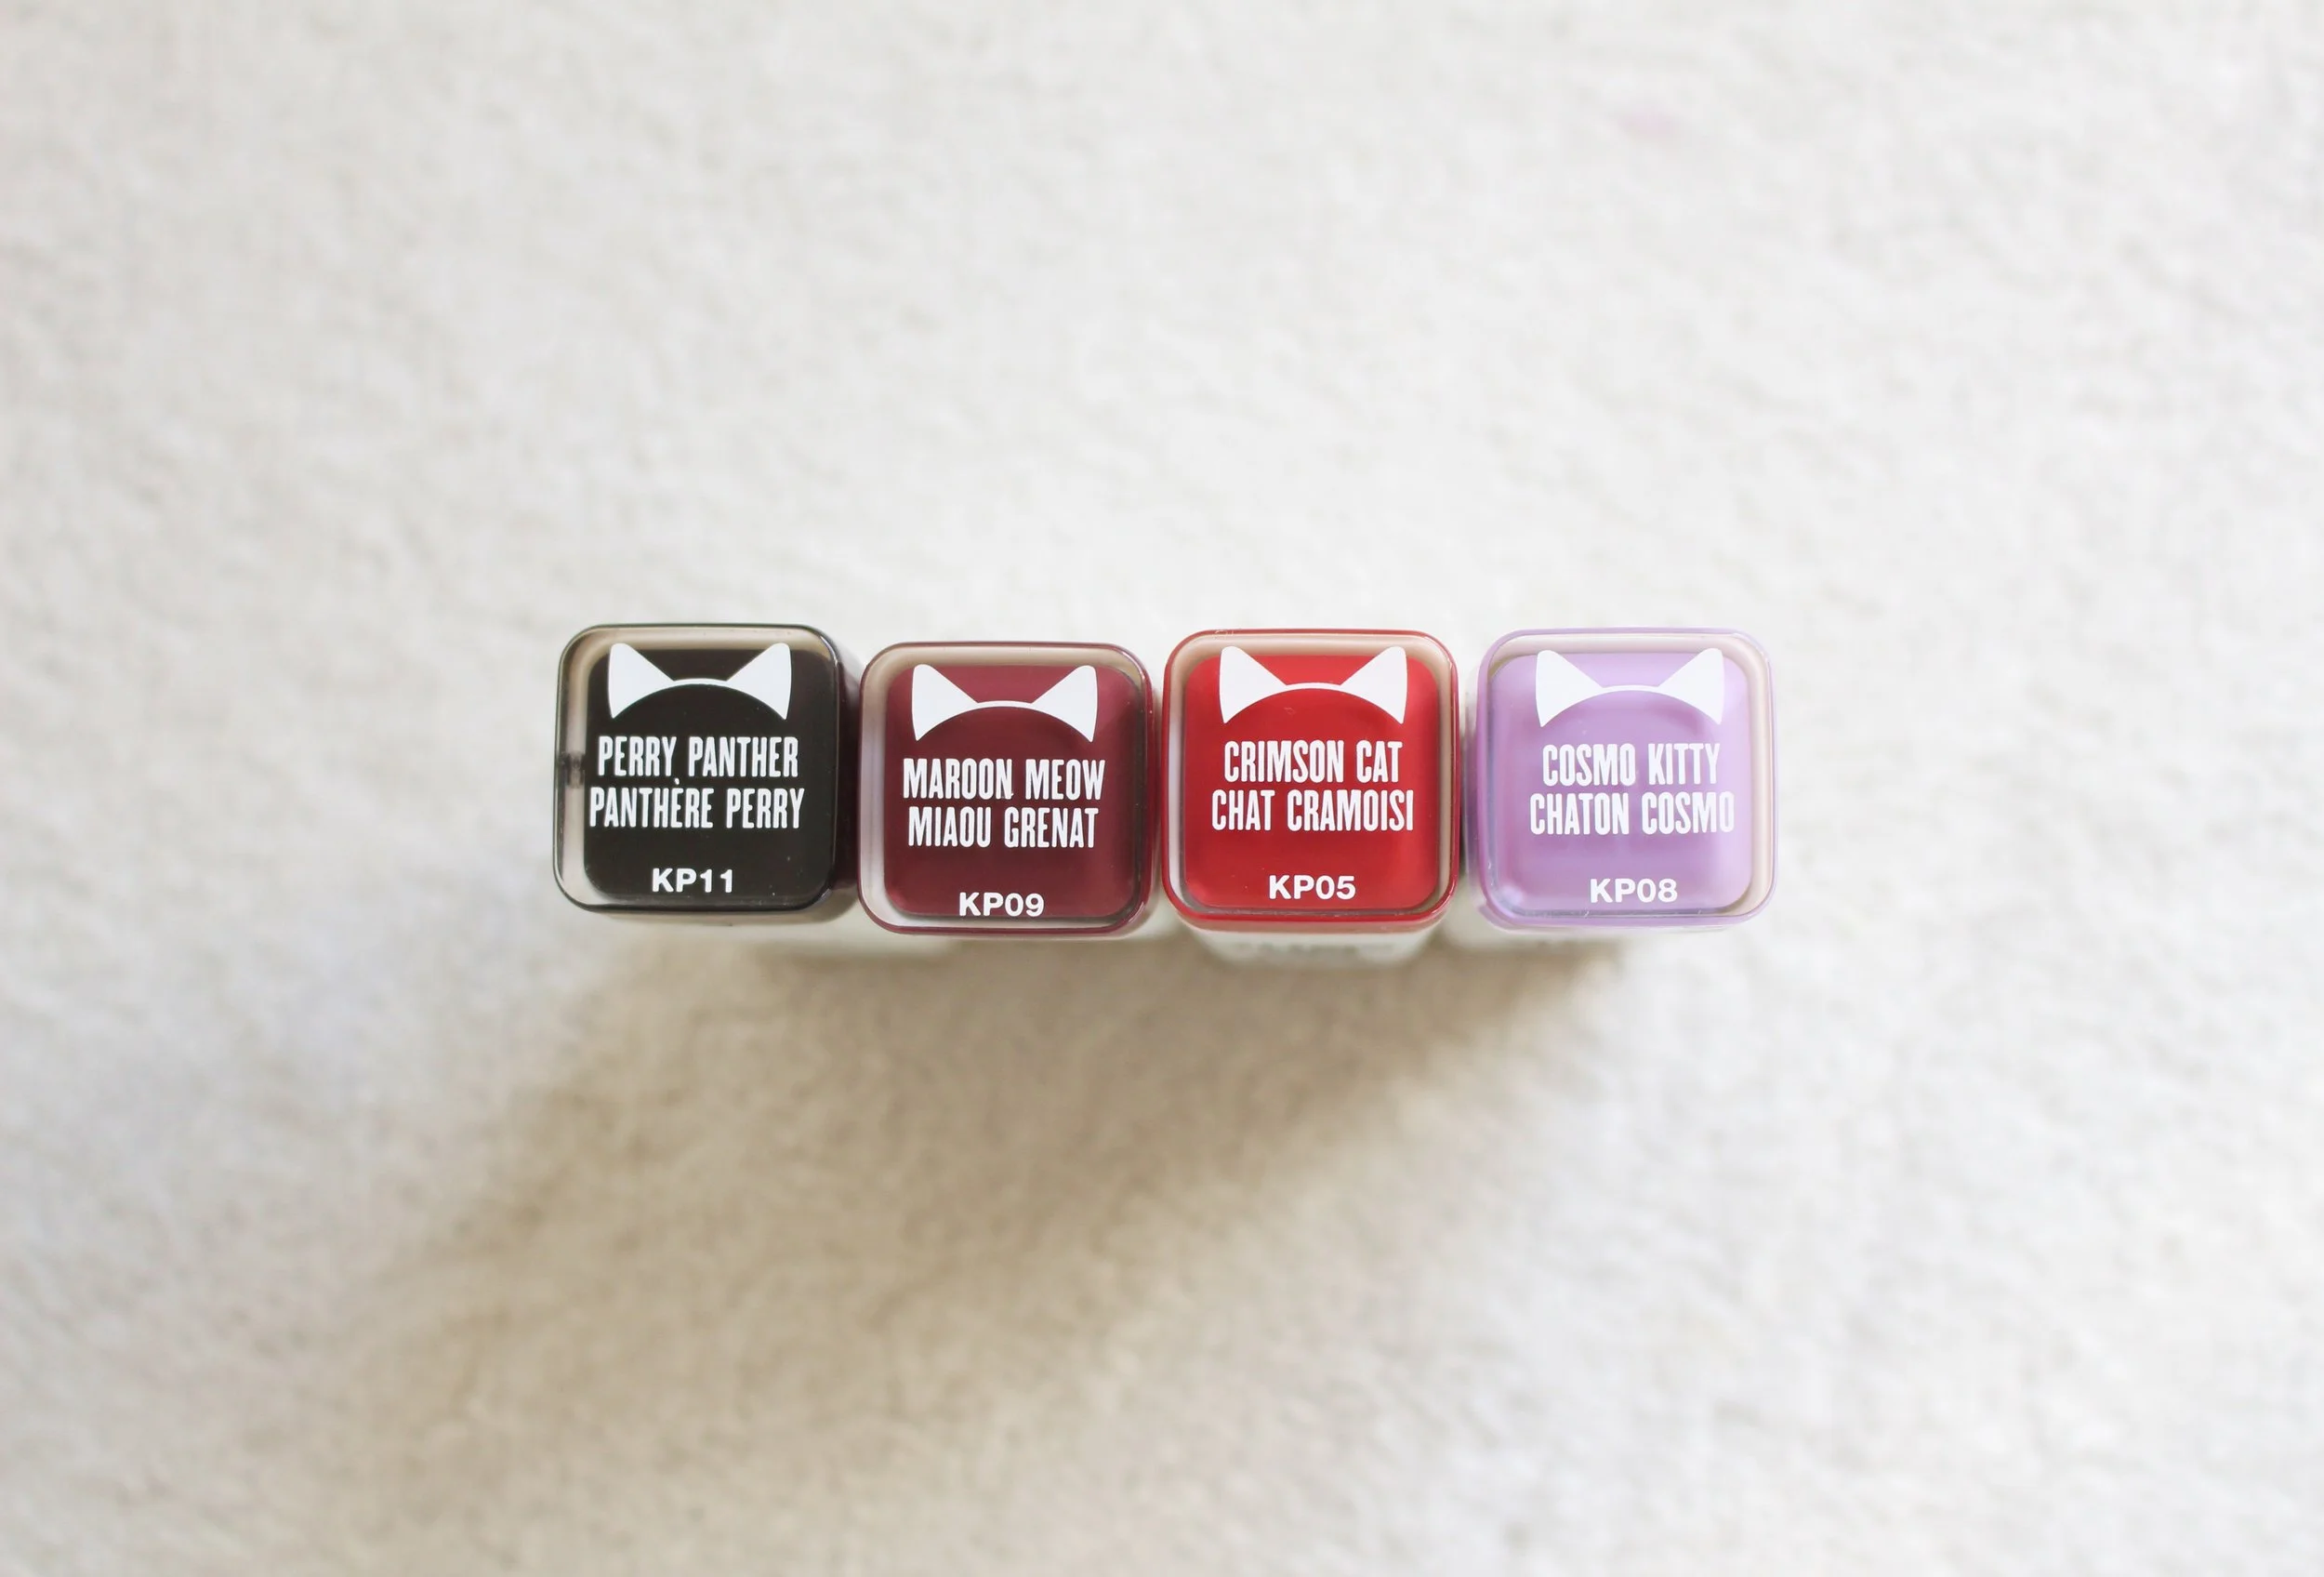 PERRY PANTHER
PANTHÈRE PERRY
KP11
MAROON MEOW
MIAOU GRENAT
KP09
CRIMSON CAT
CHAT CRAMOISI
KP05
COSMO KITTY
CHATON COSMO
KP08